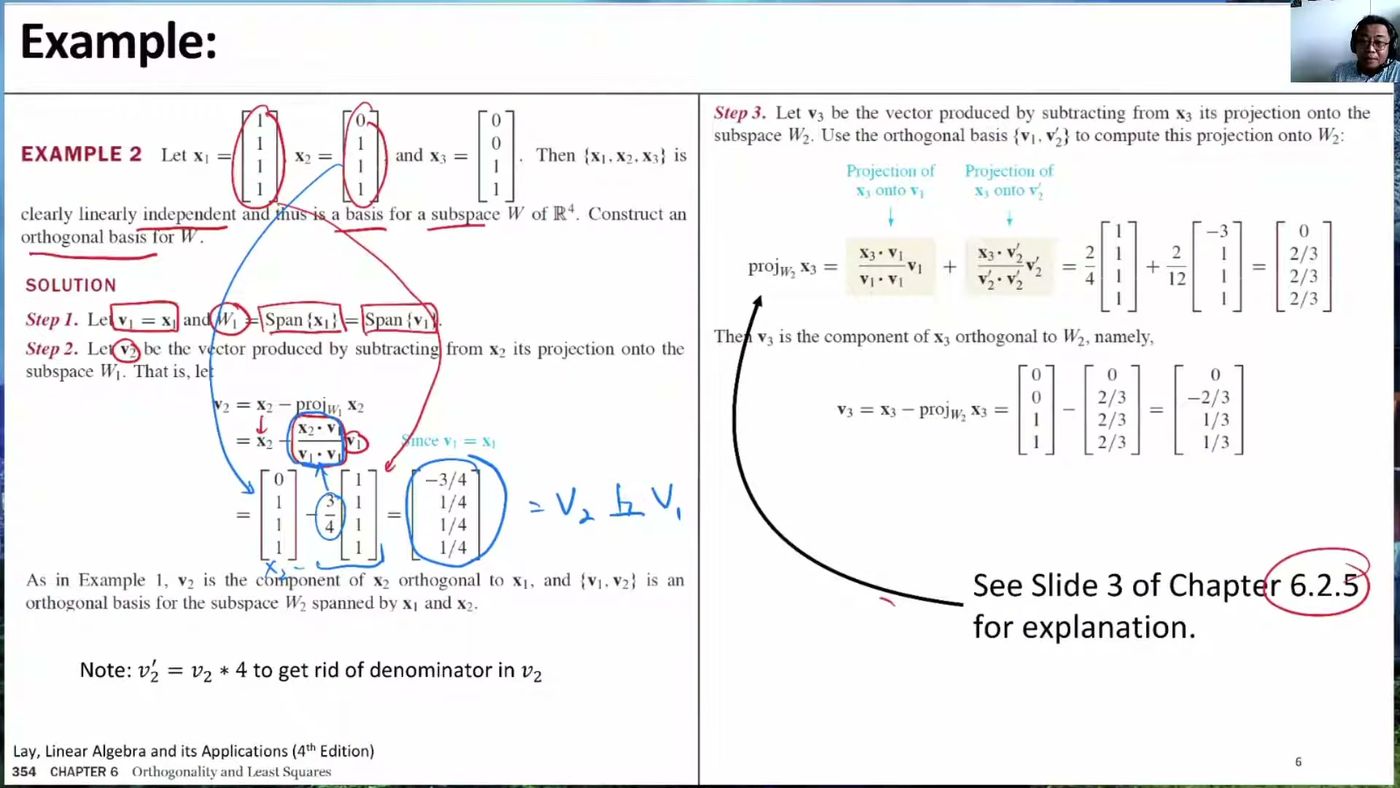 Example:
EXAMPLE 2 Let x₁ = [1 1 1 1], x₂ = [0 1 1 1], and x₃ = [0 0 1 1]. Then {x₁, x₂, x₃} is
clearly linearly independent and thus is a basis for a subspace W of ℝ⁴. Construct an
orthogonal basis for W.
SOLUTION
Step 1. Let v₁ = x₁ and W₁ = Span {x₁} = Span {v₁}.
Step 2. Let v₂ be the vector produced by subtracting from x₂ its projection onto the
subspace W₁. That is, let
v₂ = x₂ − proj_W₁ x₂
= x₂ − (x₂ · v₁)/(v₁ · v₁) v₁ Since v₁ = x₁
= [0 1 1 1] − 3/4 [1 1 1 1] = [−3/4 1/4 1/4 1/4] = V₂ ⊥ V₁
x₂ −
As in Example 1, v₂ is the component of x₂ orthogonal to x₁, and {v₁, v₂} is an
orthogonal basis for the subspace W₂ spanned by x₁ and x₂.
Note: v₂′ = v₂ * 4 to get rid of denominator in v₂
Lay, Linear Algebra and its Applications (4th Edition)
354 CHAPTER 6 Orthogonality and Least Squares
Step 3. Let v₃ be the vector produced by subtracting from x₃ its projection onto the
subspace W₂. Use the orthogonal basis {v₁, v₂′} to compute this projection onto W₂:
Projection of x₃ onto v₁
Projection of x₃ onto v₂′
proj_W₂ x₃ = (x₃ · v₁)/(v₁ · v₁) v₁ + (x₃ · v₂′)/(v₂′ · v₂′) v₂′ = 2/4 [1 1 1 1] + 2/12 [−3 1 1 1] = [0 2/3 2/3 2/3]
Then v₃ is the component of x₃ orthogonal to W₂, namely,
v₃ = x₃ − proj_W₂ x₃ = [0 0 1 1] − [0 2/3 2/3 2/3] = [0 −2/3 1/3 1/3]
See Slide 3 of Chapter 6.2.5
for explanation.
6